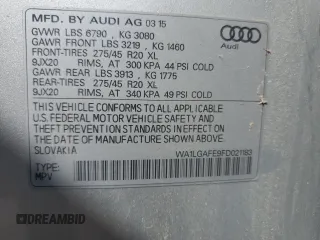 MFD. BY AUDI AG 03 15
GVWR LBS 6790 , KG 3080
GAWR FRONT LBS 3219 , KG 1460
FRONT-TIRES 275/45 R20 XL
9JX20 RIMS, AT 300 KPA 44 PSI COLD
GAWR REAR LBS 3913 , KG 1775
REAR-TIRES 275/45 R20 XL
9JX20 RIMS, AT 340 KPA 49 PSI COLD
Audi
THIS VEHICLE CONFORMS TO ALL APPLICABLE
U.S. FEDERAL MOTOR VEHICLE SAFETY AND
BUMPER STANDARDS IN EFFECT ON THE DATE
OF MANUFACTURE SHOWN ABOVE.
SLOVAKIA
WA1LGAFE9FD021183
TYPE:
MPV
DREAMBID